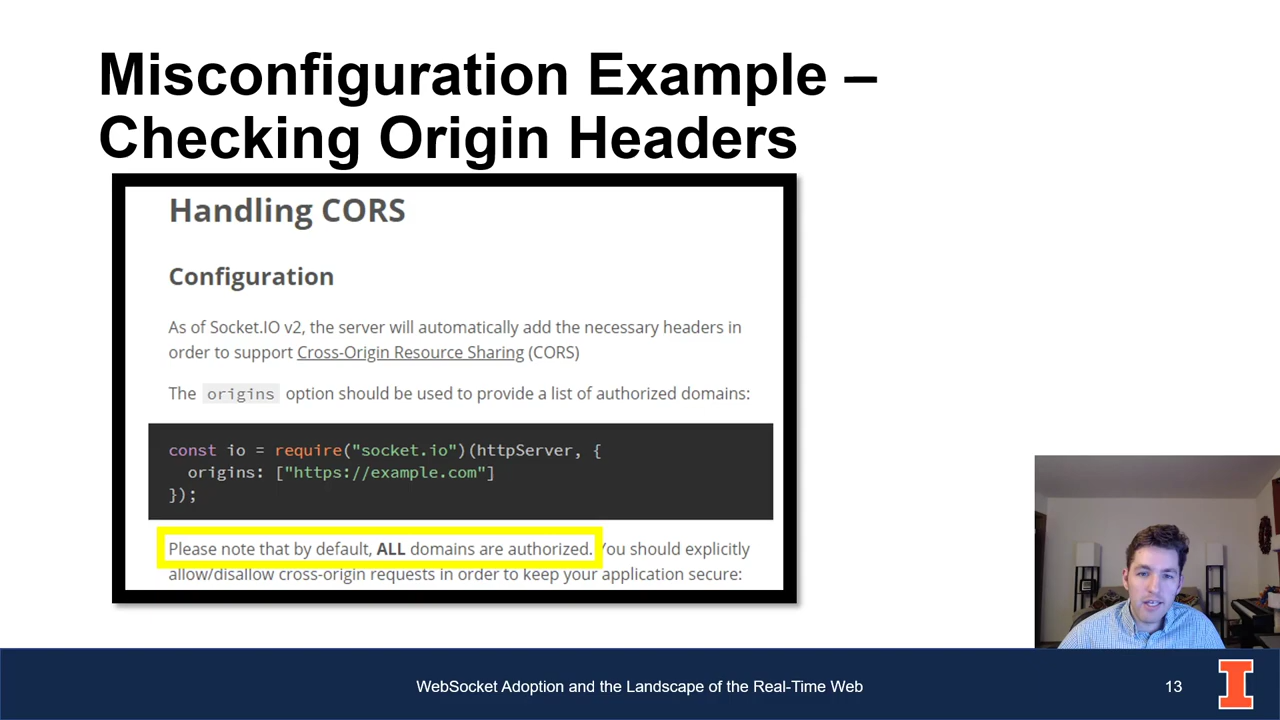 Misconfiguration Example –
Checking Origin Headers
Handling CORS
Configuration
As of Socket.IO v2, the server will automatically add the necessary headers in
order to support Cross-Origin Resource Sharing (CORS)
The origins option should be used to provide a list of authorized domains:
const io = require("socket.io")(httpServer, {
  origins: ["https://example.com"]
});
Please note that by default, ALL domains are authorized. You should explicitly
allow/disallow cross-origin requests in order to keep your application secure:
WebSocket Adoption and the Landscape of the Real-Time Web
13